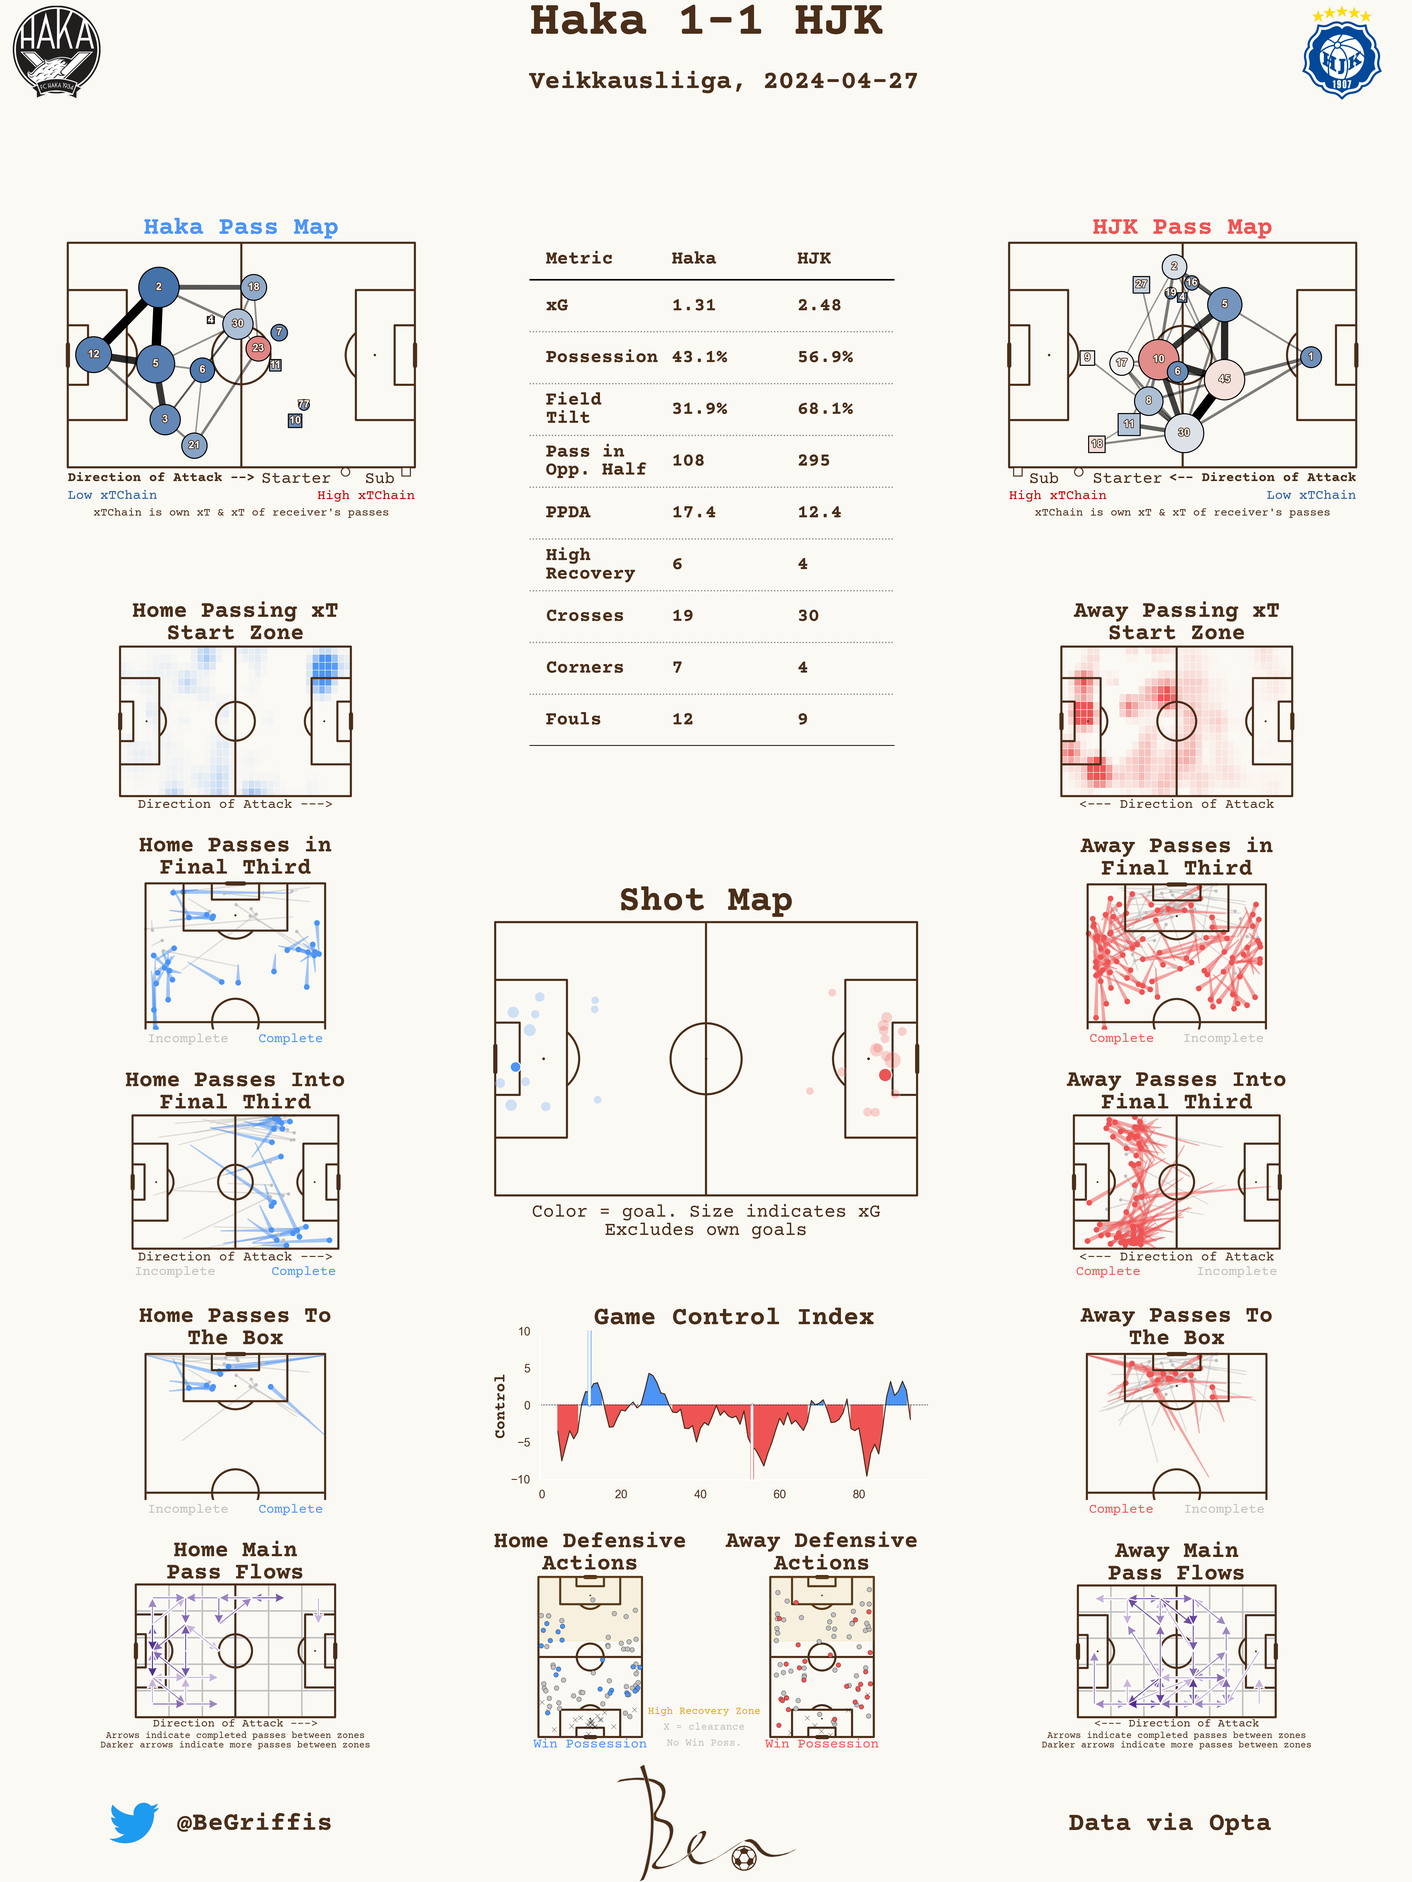 Haka 1-1 HJK
Veikkausliiga, 2024-04-27
HAKA
FC HAKA 1934
HJK
1907
Haka Pass Map
2
18
4
30
7
23
12
5
6
11
3
77
10
21
Direction of Attack --> Starter Sub
Low xTChain High xTChain
xTChain is own xT & xT of receiver's passes
Metric Haka HJK
xG 1.31 2.48
Possession 43.1% 56.9%
Field
Tilt 31.9% 68.1%
Pass in
Opp. Half 108 295
PPDA 17.4 12.4
High
Recovery 6 4
Crosses 19 30
Corners 7 4
Fouls 12 9
HJK Pass Map
2
27
16
19
4
5
9
17
10
6
1
45
8
11
30
18
Sub Starter <-- Direction of Attack
High xTChain Low xTChain
xTChain is own xT & xT of receiver's passes
Home Passing xT
Start Zone
Direction of Attack --->
Away Passing xT
Start Zone
<--- Direction of Attack
Home Passes in
Final Third
Incomplete Complete
Away Passes in
Final Third
Complete Incomplete
Shot Map
Color = goal. Size indicates xG
Excludes own goals
Home Passes Into
Final Third
Direction of Attack --->
Incomplete Complete
Away Passes Into
Final Third
<--- Direction of Attack
Complete Incomplete
Home Passes To
The Box
Incomplete Complete
Game Control Index
Control
10
5
0
−5
−10
0 20 40 60 80
Away Passes To
The Box
Complete Incomplete
Home Main
Pass Flows
Direction of Attack --->
Arrows indicate completed passes between zones
Darker arrows indicate more passes between zones
Home Defensive
Actions
Win Possession
Away Defensive
Actions
Win Possession
High Recovery Zone
X = clearance
No Win Poss.
Away Main
Pass Flows
<--- Direction of Attack
Arrows indicate completed passes between zones
Darker arrows indicate more passes between zones
@BeGriffis
Ben
Data via Opta